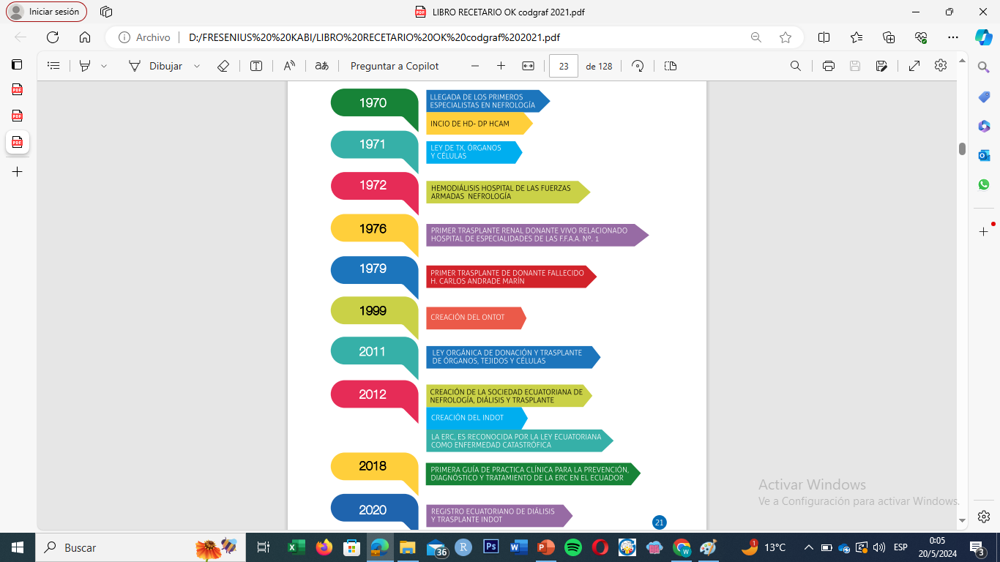 Iniciar sesión
LIBRO RECETARIO OK codgraf 2021.pdf
Archivo
D:/FRESENIUS%20%20KABI/LIBRO%20RECETARIO%20OK%20codgraf%202021.pdf
Dibujar
Preguntar a Copilot
23
de 128
1970
LLEGADA DE LOS PRIMEROS
ESPECIALISTAS EN NEFROLOGÍA
INCIO DE HD- DP HCAM
1971
LEY DE TX, ÓRGANOS
Y CÉLULAS
1972
HEMODIÁLISIS HOSPITAL DE LAS FUERZAS
ARMADAS NEFROLOGÍA
1976
PRIMER TRASPLANTE RENAL DONANTE VIVO RELACIONADO
HOSPITAL DE ESPECIALIDADES DE LAS F.F.A.A. Nº. 1
1979
PRIMER TRASPLANTE DE DONANTE FALLECIDO
H. CARLOS ANDRADE MARÍN
1999
CREACIÓN DEL ONTOT
2011
LEY ORGÁNICA DE DONACIÓN Y TRASPLANTE
DE ÓRGANOS, TEJIDOS Y CÉLULAS
2012
CREACIÓN DE LA SOCIEDAD ECUATORIANA DE
NEFROLOGÍA, DIÁLISIS Y TRASPLANTE
CREACIÓN DEL INDOT
LA ERC, ES RECONOCIDA POR LA LEY ECUATORIANA
COMO ENFERMEDAD CATASTRÓFICA
2018
PRIMERA GUÍA DE PRACTICA CLÍNICA PARA LA PREVENCIÓN,
DIAGNÓSTICO Y TRATAMIENTO DE LA ERC EN EL ECUADOR
2020
REGISTRO ECUATORIANO DE DIÁLISIS
Y TRASPLANTE INDOT
21
Activar Windows
Ve a Configuración para activar Windows.
Buscar
36
13°C
ESP
0:05
20/5/2024
3